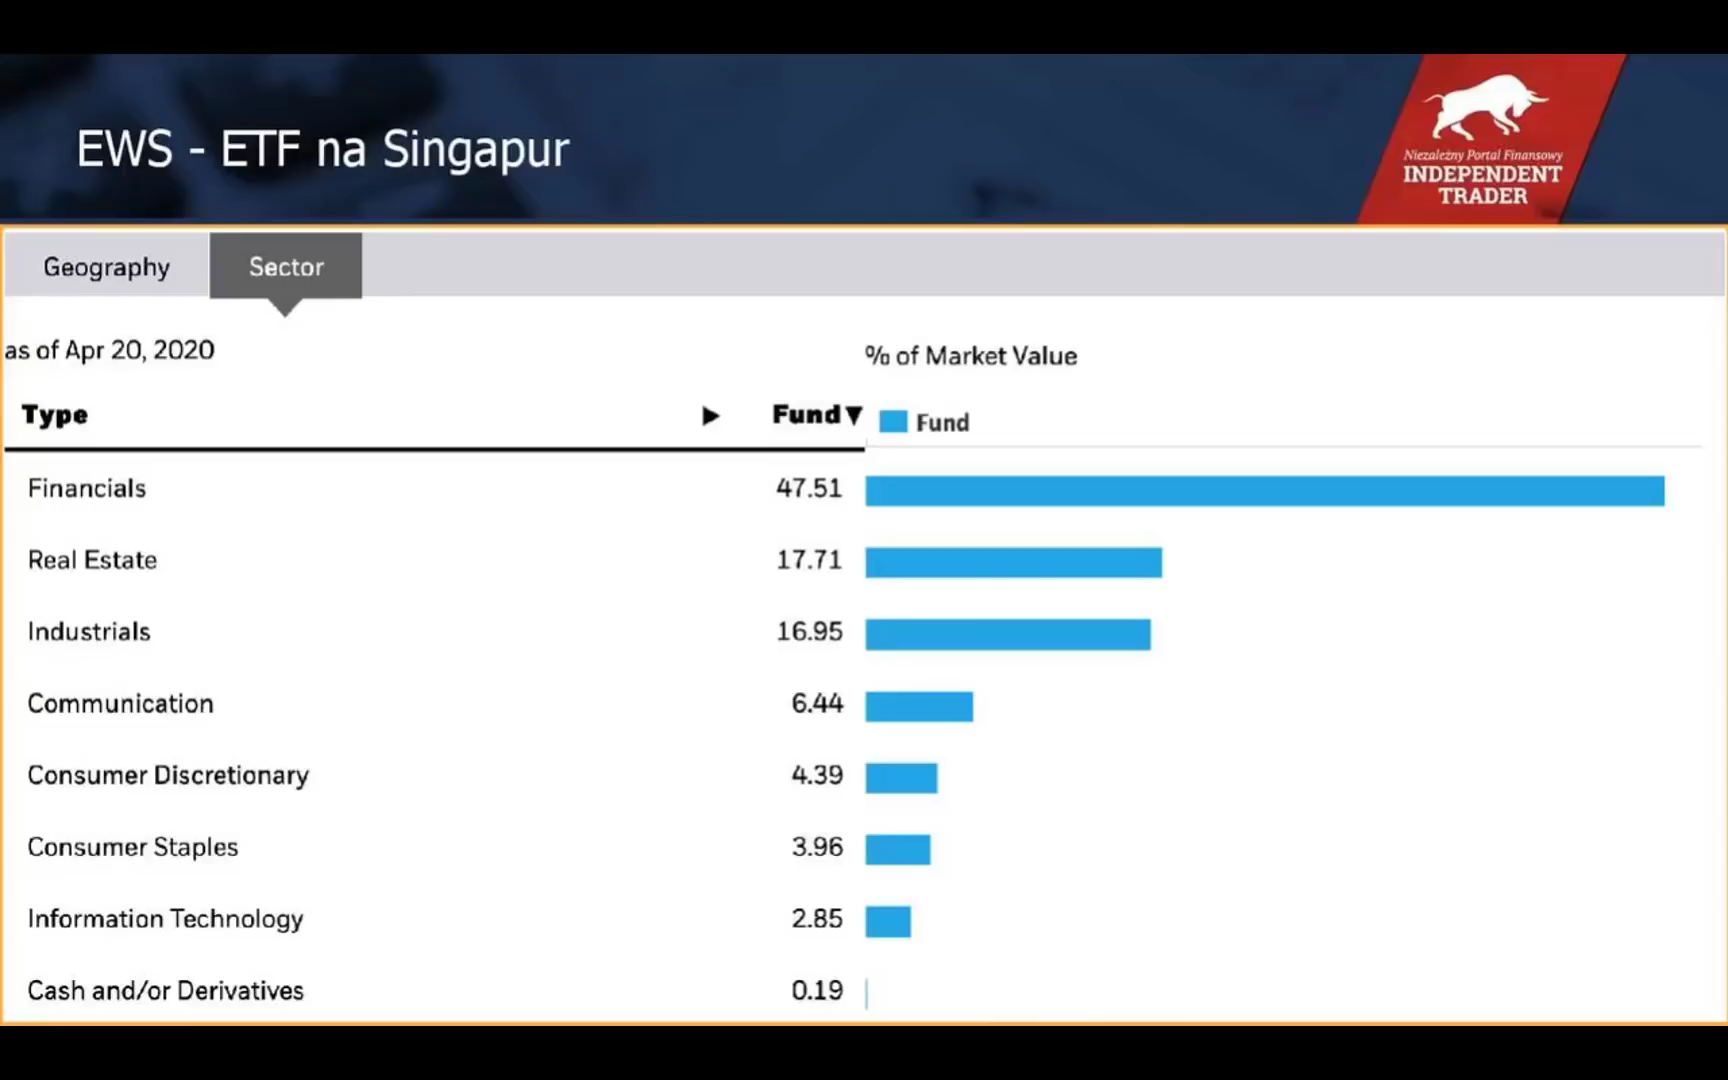 EWS - ETF na Singapur
Niezależny Portal Finansowy
INDEPENDENT
TRADER
Geography Sector
as of Apr 20, 2020
% of Market Value
Type ► Fund▼
Fund
Financials 47.51
Real Estate 17.71
Industrials 16.95
Communication 6.44
Consumer Discretionary 4.39
Consumer Staples 3.96
Information Technology 2.85
Cash and/or Derivatives 0.19